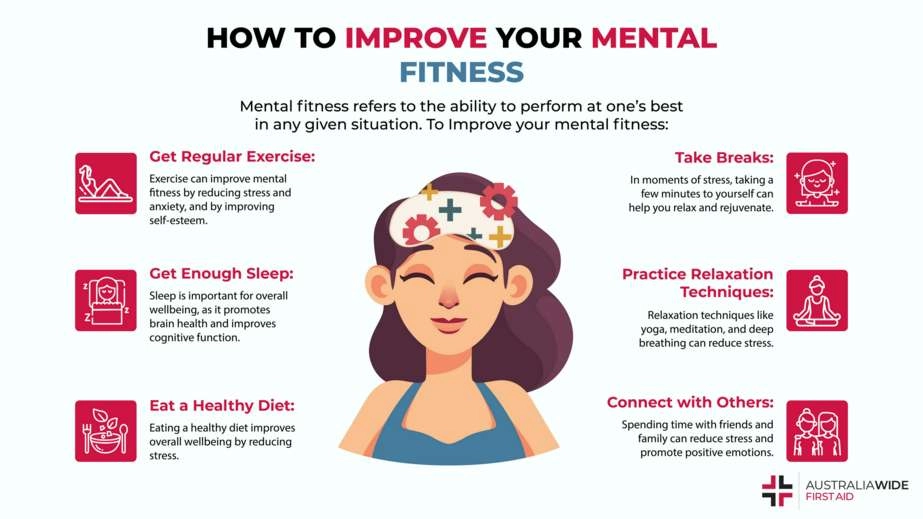 HOW TO IMPROVE YOUR MENTAL
FITNESS
Mental fitness refers to the ability to perform at one's best
in any given situation. To Improve your mental fitness:
Get Regular Exercise:
Exercise can improve mental
fitness by reducing stress and
anxiety, and by improving
self-esteem.
Get Enough Sleep:
Sleep is important for overall
wellbeing, as it promotes
brain health and improves
cognitive function.
z
z
z
Eat a Healthy Diet:
Eating a healthy diet improves
overall wellbeing by reducing
stress.
Take Breaks:
In moments of stress, taking a
few minutes to yourself can
help you relax and rejuvenate.
Practice Relaxation
Techniques:
Relaxation techniques like
yoga, meditation, and deep
breathing can reduce stress.
Connect with Others:
Spending time with friends and
family can reduce stress and
promote positive emotions.
AUSTRALIAWIDE
FIRST AID